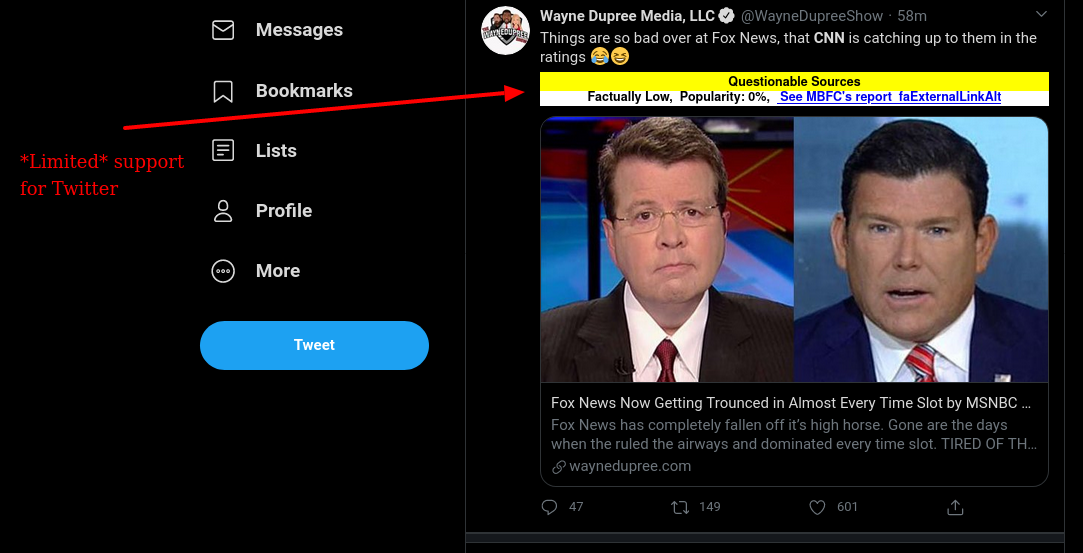 Messages
Bookmarks
Lists
Profile
More
Tweet
*Limited* support
for Twitter
Wayne Dupree Media, LLC @WayneDupreeShow · 58m
Things are so bad over at Fox News, that CNN is catching up to them in the
ratings 😂😆
Questionable Sources
Factually Low, Popularity: 0%, See MBFC's report faExternalLinkAlt
Fox News Now Getting Trounced in Almost Every Time Slot by MSNBC ...
Fox News has completely fallen off it's high horse. Gone are the days
when the ruled the airways and dominated every time slot. TIRED OF TH...
waynedupree.com
47 149 601